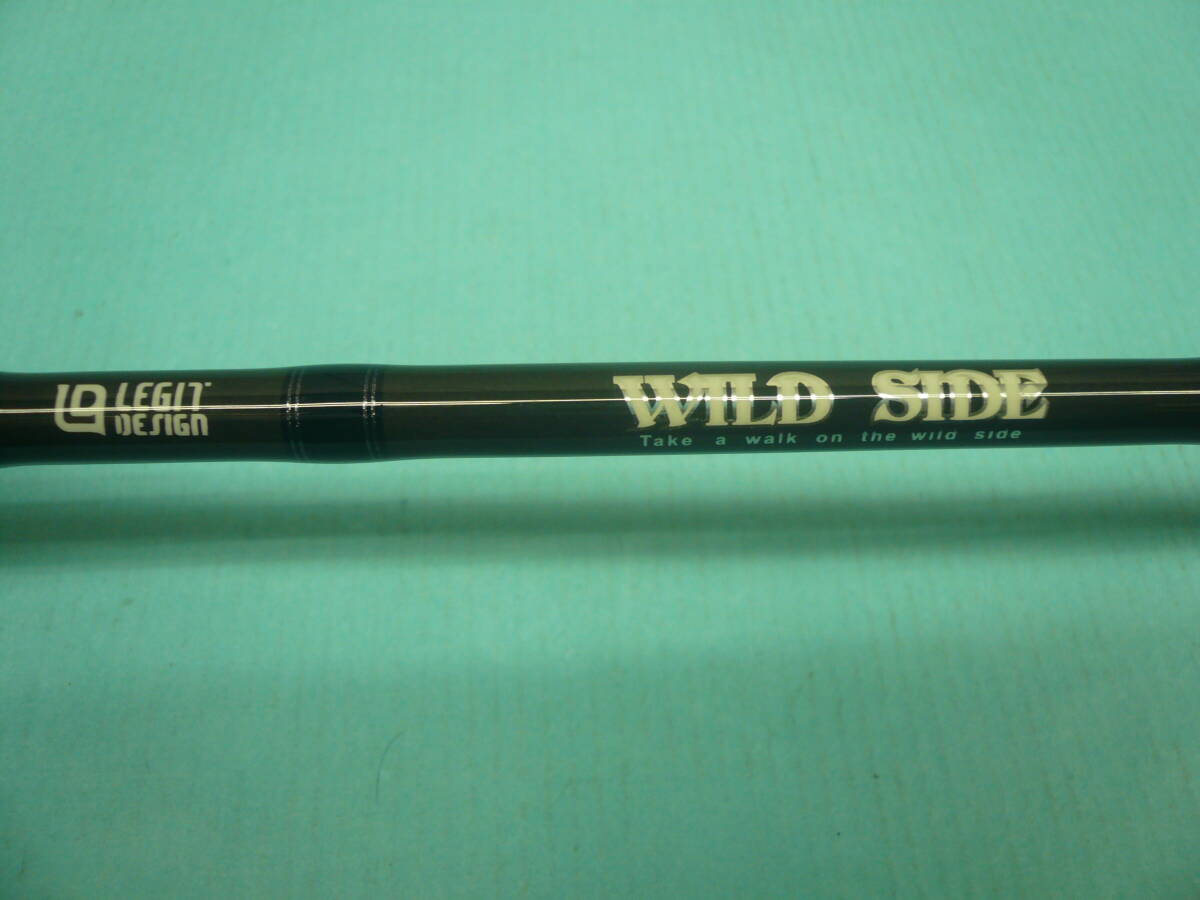 LEGIT
DESIGN
WILD SIDE
Take a walk on the wild side